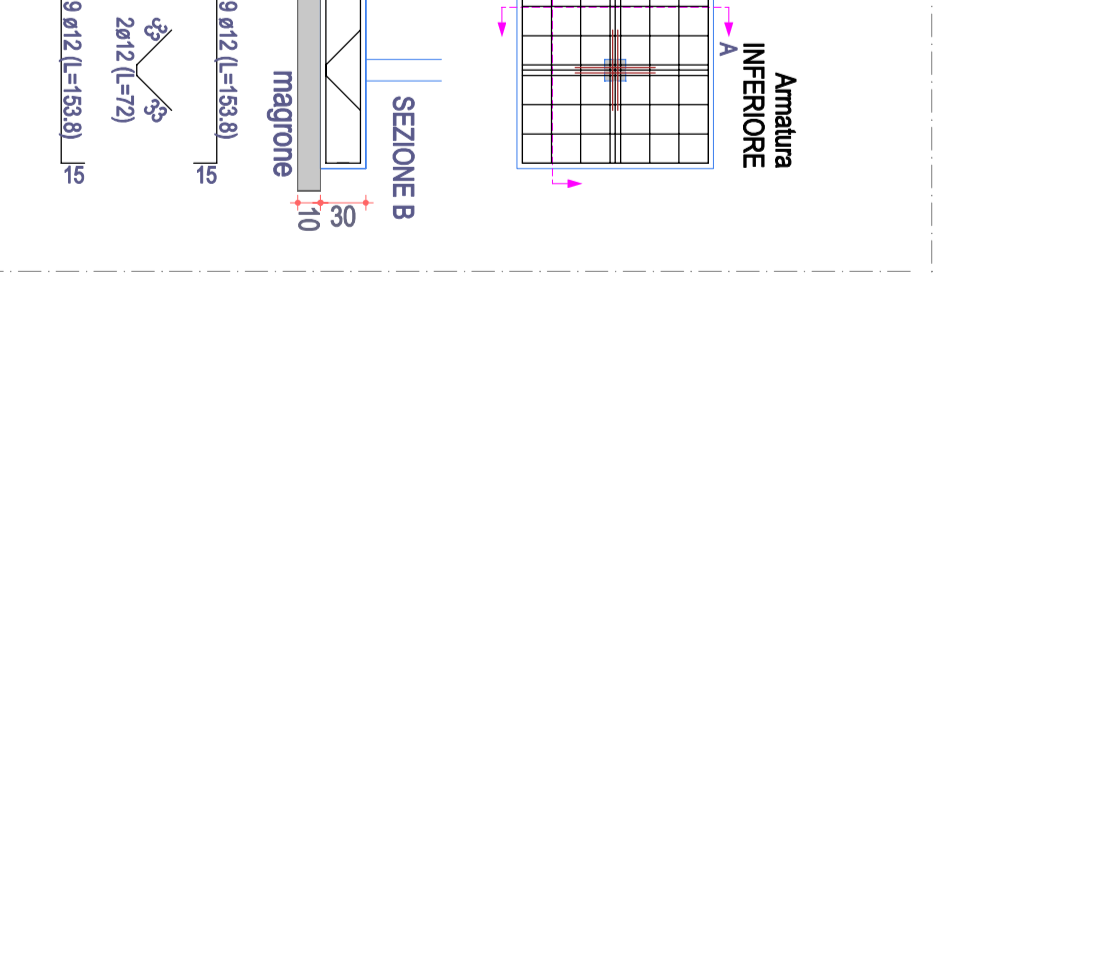 Armatura
INFERIORE
A
SEZIONE B
magrone
10
30
9 ø12 (L=153.8)
15
33
33
2ø12 (L=72)
9 ø12 (L=153.8)
15